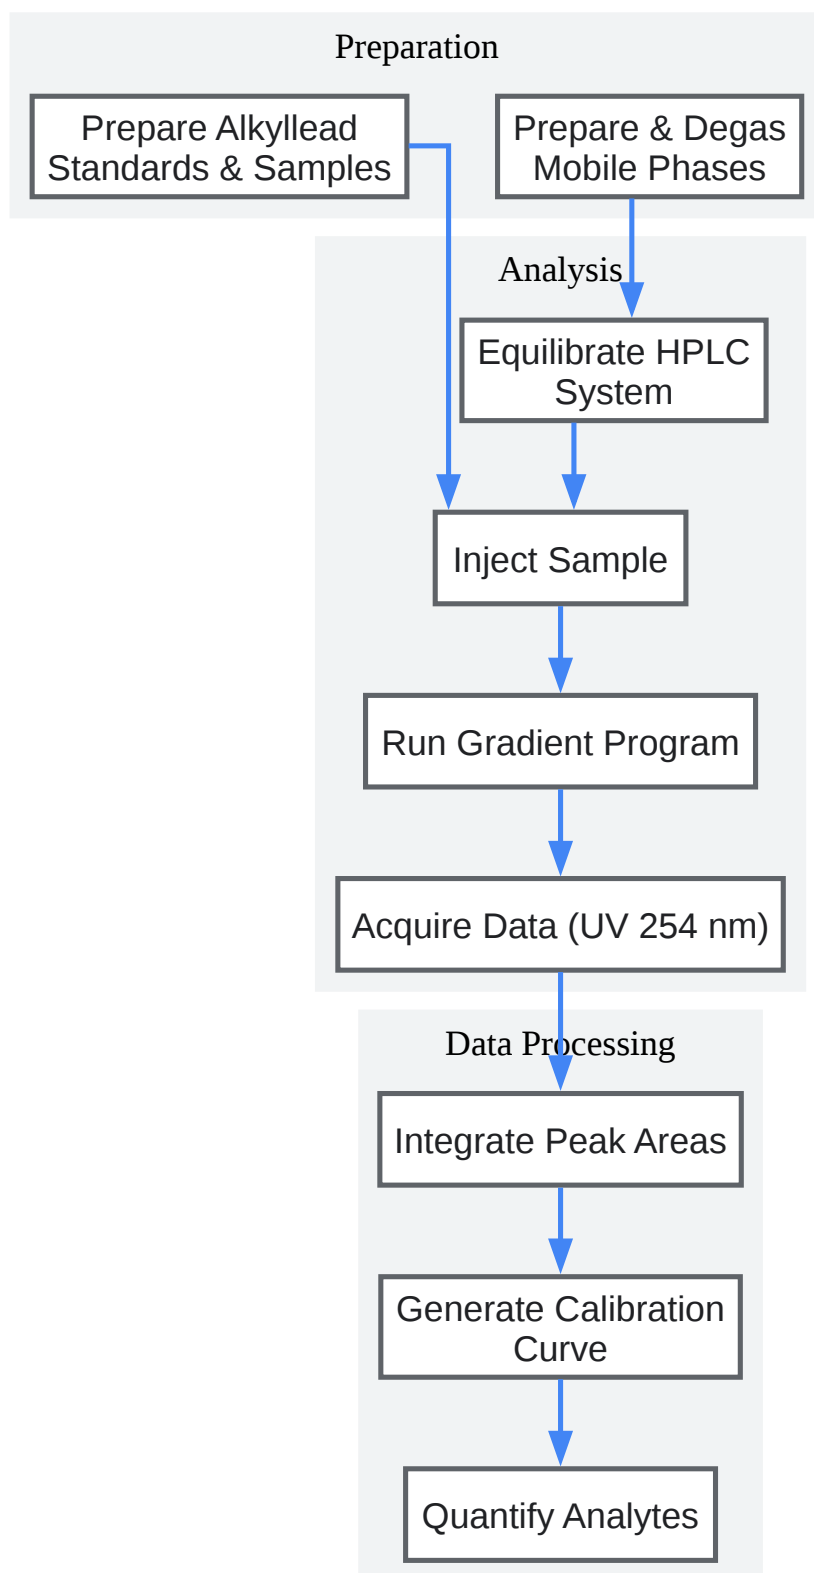 Preparation
Prepare Alkyllead
Standards & Samples
Prepare & Degas
Mobile Phases
Analysis
Equilibrate HPLC
System
Inject Sample
Run Gradient Program
Acquire Data (UV 254 nm)
Data Processing
Integrate Peak Areas
Generate Calibration
Curve
Quantify Analytes